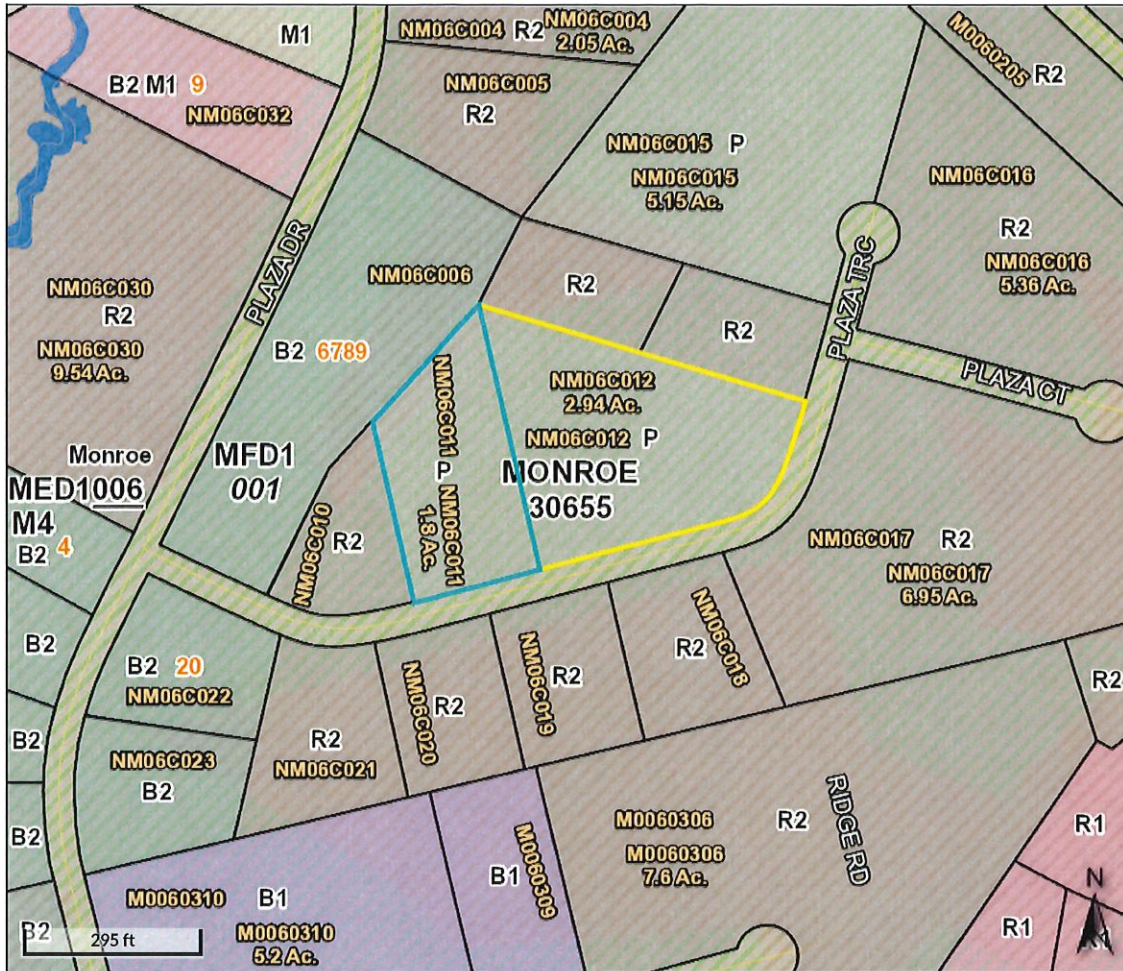 M1
NM06C004 R2
NM06C004
2.05 Ac.
M0060205 R2
B2 M1 9
NM06C032
NM06C005
R2
NM06C015 P
NM06C015
5.15 Ac.
NM06C016
R2
NM06C016
5.36 Ac.
PLAZA DR
NM06C006
R2
R2
PLAZA TRC
NM06C030
R2
NM06C030
9.54 Ac.
B2 6789
NM06C011
P
NM06C011
1.8 Ac.
NM06C012
2.94 Ac.
NM06C012 P
MONROE
30655
PLAZA CT
Monroe
MED1006
M4
B2 4
MFD1
001
NM06C010
R2
NM06C017 R2
NM06C017
6.95 Ac.
B2
B2 20
NM06C022
NM06C020
R2
NM06C019
R2
R2
NM06C018
R2
B2
NM06C023
B2
R2
NM06C021
B2
M0060306 R2
M0060306
7.6 Ac.
RIDGE RD
R1
M0060309
B1
M0060310 B1
M0060310
5.2 Ac.
B2
295 ft
R1
R1
N